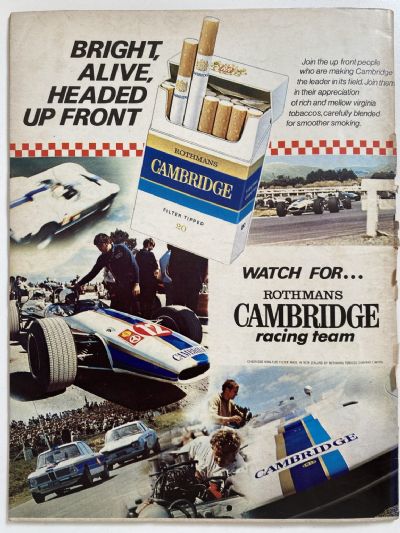 BRIGHT,
ALIVE,
HEADED
UP FRONT
Join the up front people
who are making Cambridge
the leader in its field. Join them
in their appreciation
of rich and mellow virginia
tobaccos, carefully blended
for smoother smoking.
ROTHMANS
CAMBRIDGE
FILTER TIPPED
20
WATCH FOR...
ROTHMANS
CAMBRIDGE
racing team
12
CAMBRIDGE